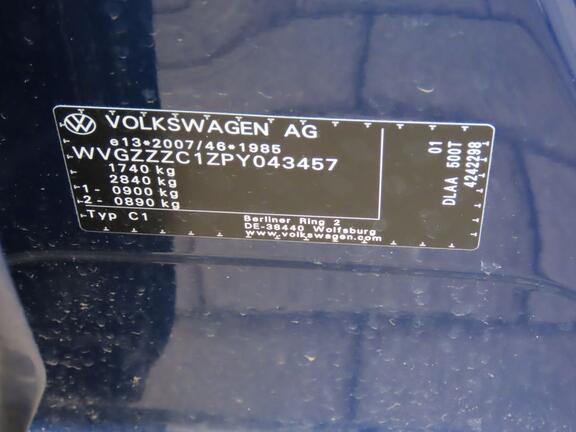 VOLKSWAGEN AG
e13*2007/46*1985
WVGZZZC1ZPY043457
1740 kg
2840 kg
1 - 0900 kg
2 - 0890 kg
Typ C1
Berliner Ring 2
DE-38440 Wolfsburg
www.volkswagen.com
01
DLAA 500T
4242298